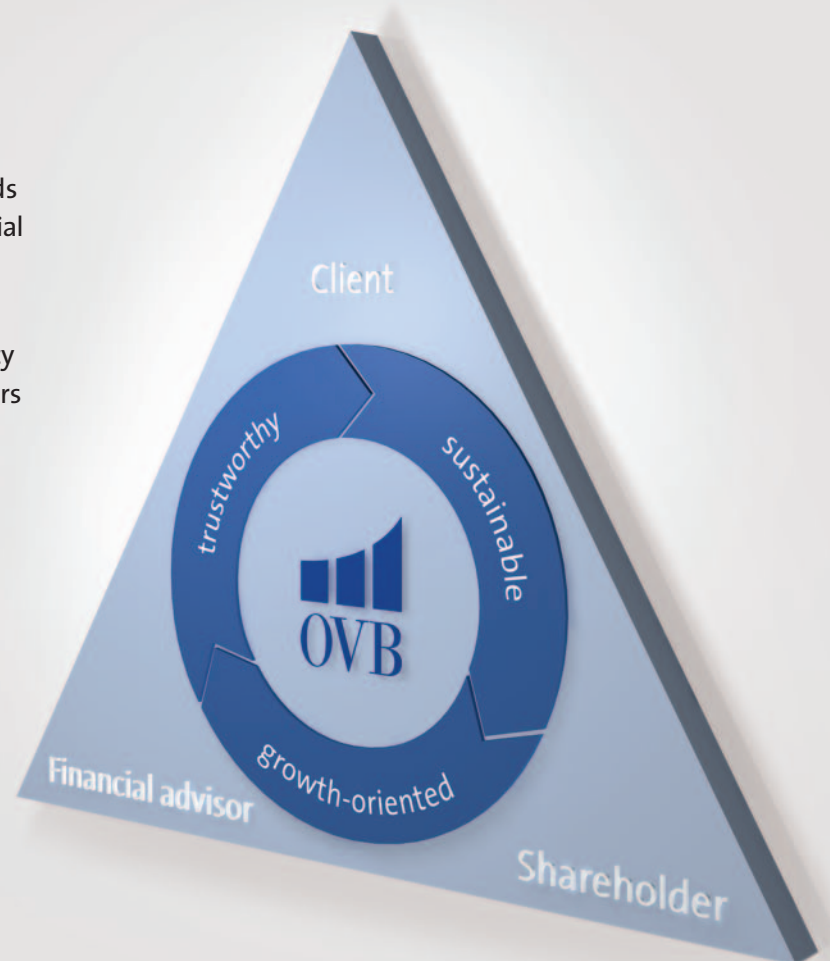 Client
trustworthy
sustainable
OVB
growth-oriented
Financial advisor
Shareholder